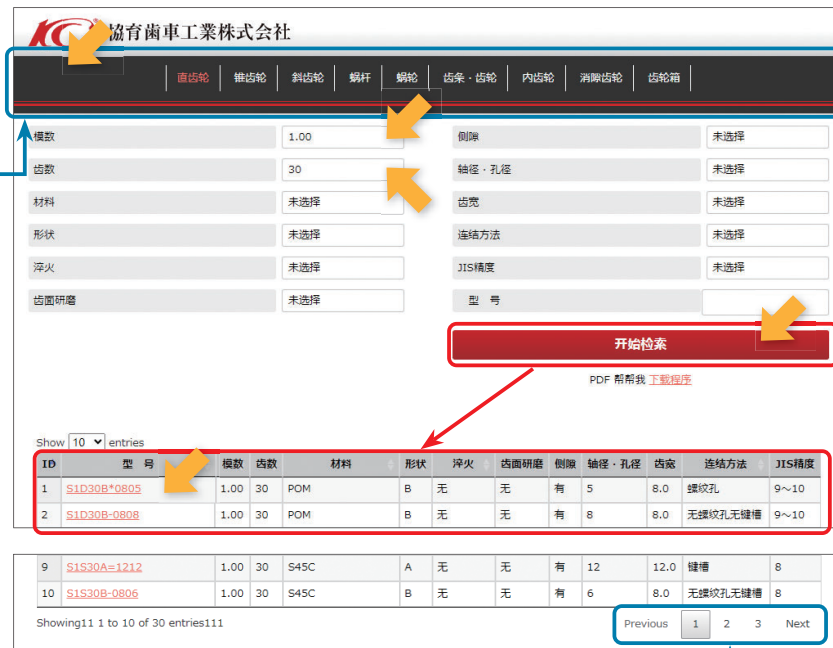 KG 協育歯車工業株式会社
直齿轮 锥齿轮 斜齿轮 蜗杆 蜗轮 齿条·齿轮 内齿轮 消隙齿轮 齿轮箱
模数 1.00 侧隙 未选择
齿数 30 轴径·孔径 未选择
材料 未选择 齿宽 未选择
形状 未选择 连结方法 未选择
淬火 未选择 JIS精度 未选择
齿面研磨 未选择 型 号
开始检索
PDF 帮帮我 下载程序
Show 10 entries
ID 型 号 模数 齿数 材料 形状 淬火 齿面研磨 侧隙 轴径·孔径 齿宽 连结方法 JIS精度
1 S1D30B*0805 1.00 30 POM B 无 无 有 5 8.0 螺纹孔 9～10
2 S1D30B-0808 1.00 30 POM B 无 无 有 8 8.0 无螺纹孔无键槽 9～10
9 S1S30A=1212 1.00 30 S45C A 无 无 有 12 12.0 键槽 8
10 S1S30B-0806 1.00 30 S45C B 无 无 有 6 8.0 无螺纹孔无键槽 8
Showing11 1 to 10 of 30 entries111 Previous 1 2 3 Next